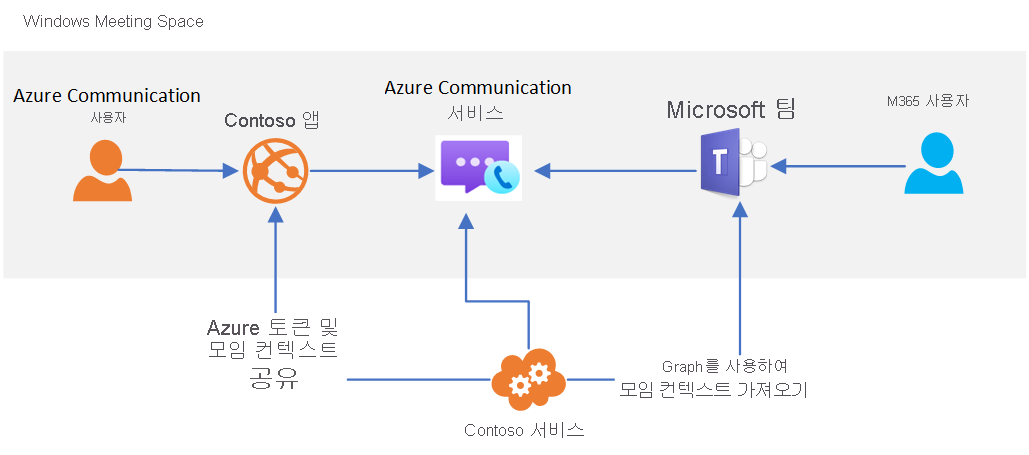 Windows Meeting Space
Azure Communication
사용자
Contoso 앱
Azure Communication
서비스
Microsoft 팀
M365 사용자
T
Azure 토큰 및
모임 컨텍스트
공유
Graph를 사용하여
모임 컨텍스트 가져오기
Contoso 서비스